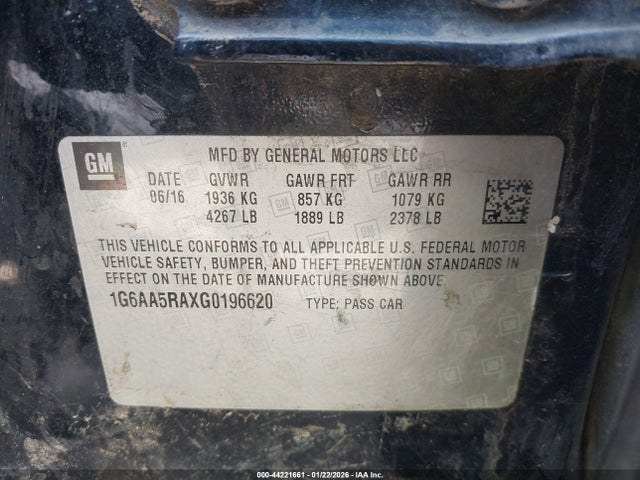 GM®
MFD BY GENERAL MOTORS LLC
DATE GVWR GAWR FRT GAWR RR
06/16 1936 KG 857 KG 1079 KG
4267 LB 1889 LB 2378 LB
THIS VEHICLE CONFORMS TO ALL APPLICABLE U.S. FEDERAL MOTOR
VEHICLE SAFETY, BUMPER, AND THEFT PREVENTION STANDARDS IN
EFFECT ON THE DATE OF MANUFACTURE SHOWN ABOVE.
1G6AA5RAXG0196620 TYPE: PASS CAR
000-44221661 - 01/22/2026 - IAA Inc.